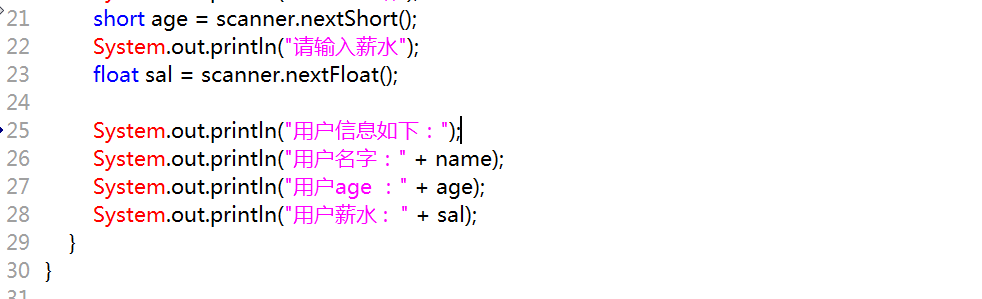 21 short age = scanner.nextShort();
22 System.out.println("请输入薪水");
23 float sal = scanner.nextFloat();
24
25 System.out.println("用户信息如下：");
26 System.out.println("用户名字：" + name);
27 System.out.println("用户age ：" + age);
28 System.out.println("用户薪水：" + sal);
29 }
30 }
31